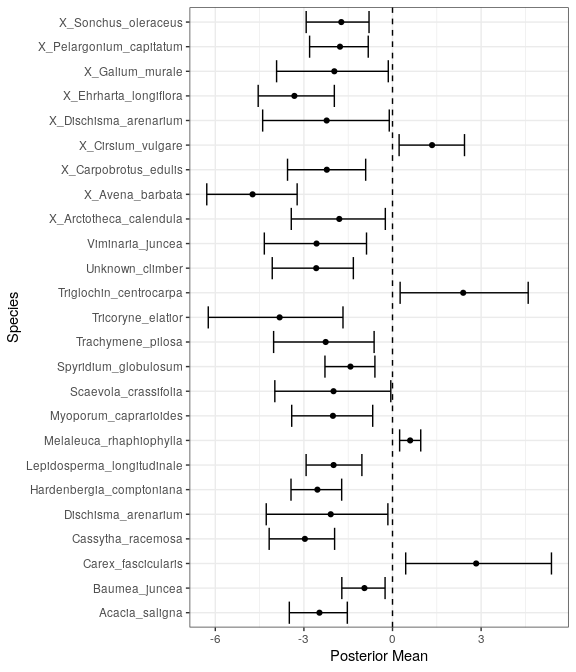 X_Sonchus_oleraceus
X_Pelargonium_capitatum
X_Galium_murale
X_Ehrharta_longiflora
X_Dischisma_arenarium
X_Cirsium_vulgare
X_Carpobrotus_edulis
X_Avena_barbata
X_Arctotheca_calendula
Viminaria_juncea
Unknown_climber
Triglochin_centrocarpa
Tricoryne_elatior
Trachymene_pilosa
Spyridium_globulosum
Scaevola_crassifolia
Myoporum_caprarioides
Melaleuca_rhaphiophylla
Lepidosperma_longitudinale
Hardenbergia_comptoniana
Dischisma_arenarium
Cassytha_racemosa
Carex_fascicularis
Baumea_juncea
Acacia_saligna
Species
-6 -3 0 3
Posterior Mean